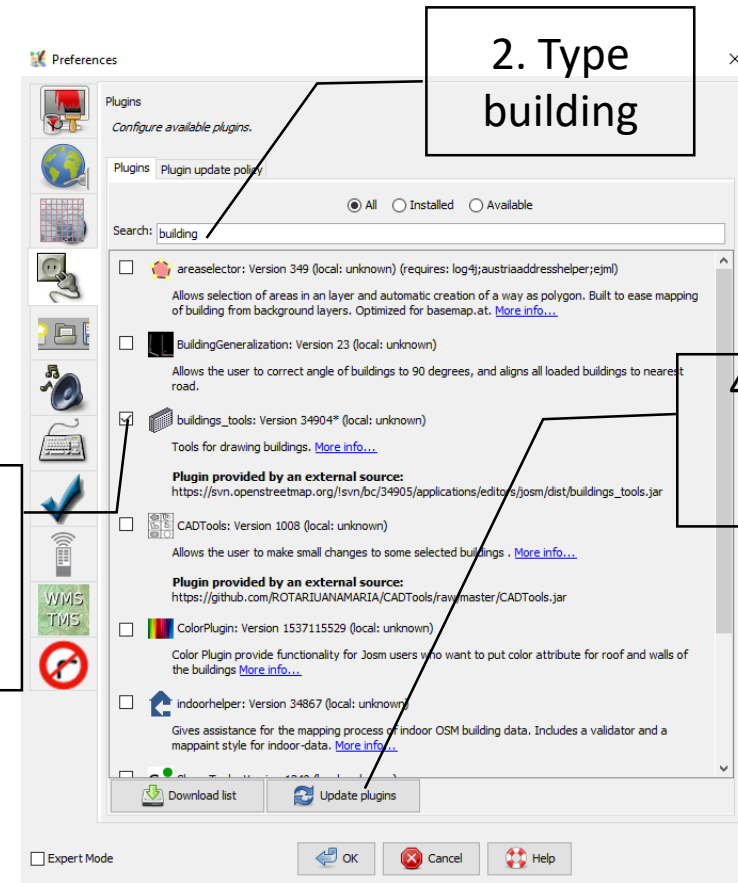 Preferences
2. Type
building
Plugins
Configure available plugins.
Plugins Plugin update policy
All Installed Available
Search: building
areaselector: Version 349 (local: unknown) (requires: log4j;austriaaddresshelper;ejml)
Allows selection of areas in an layer and automatic creation of a way as polygon. Built to ease mapping
of building from background layers. Optimized for basemap.at. More info...
BuildingGeneralization: Version 23 (local: unknown)
Allows the user to correct angle of buildings to 90 degrees, and aligns all loaded buildings to nearest
road.
4
buildings_tools: Version 34904* (local: unknown)
Tools for drawing buildings. More info...
Plugin provided by an external source:
https://svn.openstreetmap.org/!svn/bc/34905/applications/editors/josm/dist/buildings_tools.jar
CADTools: Version 1008 (local: unknown)
Allows the user to make small changes to some selected buildings . More info...
Plugin provided by an external source:
https://github.com/ROTARIUANAMARIA/CADTools/raw/master/CADTools.jar
WMS
TMS
ColorPlugin: Version 1537115529 (local: unknown)
Color Plugin provide functionality for Josm users who want to put color attribute for roof and walls of
the buildings More info...
indoorhelper: Version 34867 (local: unknown)
Gives assistance for the mapping process of indoor OSM building data. Includes a validator and a
mappaint style for indoor-data. More info...
Download list Update plugins
Expert Mode OK Cancel Help